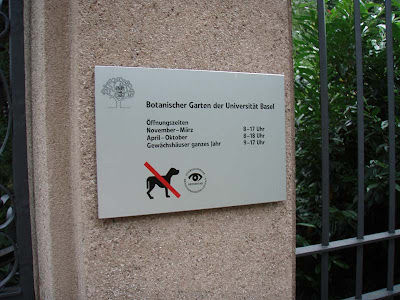 Botanischer Garten der Universität Basel
Öffnungszeiten
November-März 8-17 Uhr
April-Oktober 8-18 Uhr
Gewächshäuser ganzes Jahr 9-17 Uhr